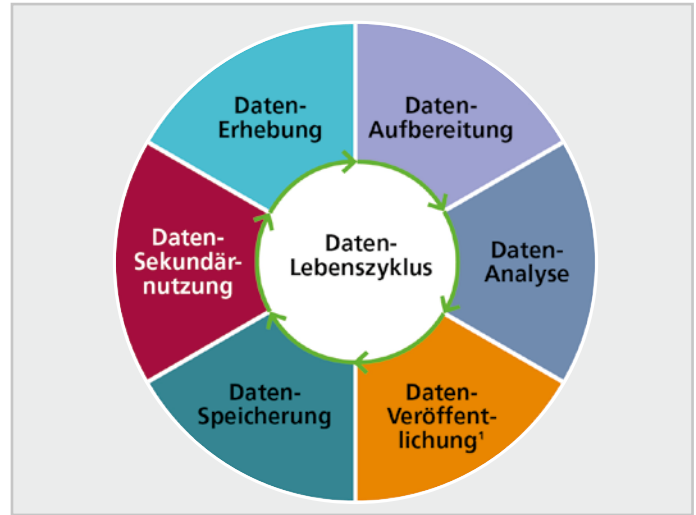 Daten-
Erhebung
Daten-
Aufbereitung
Daten-
Analyse
Daten-
Veröffent-
lichung¹
Daten-
Speicherung
Daten-
Sekundär-
nutzung
Daten-
Lebenszyklus